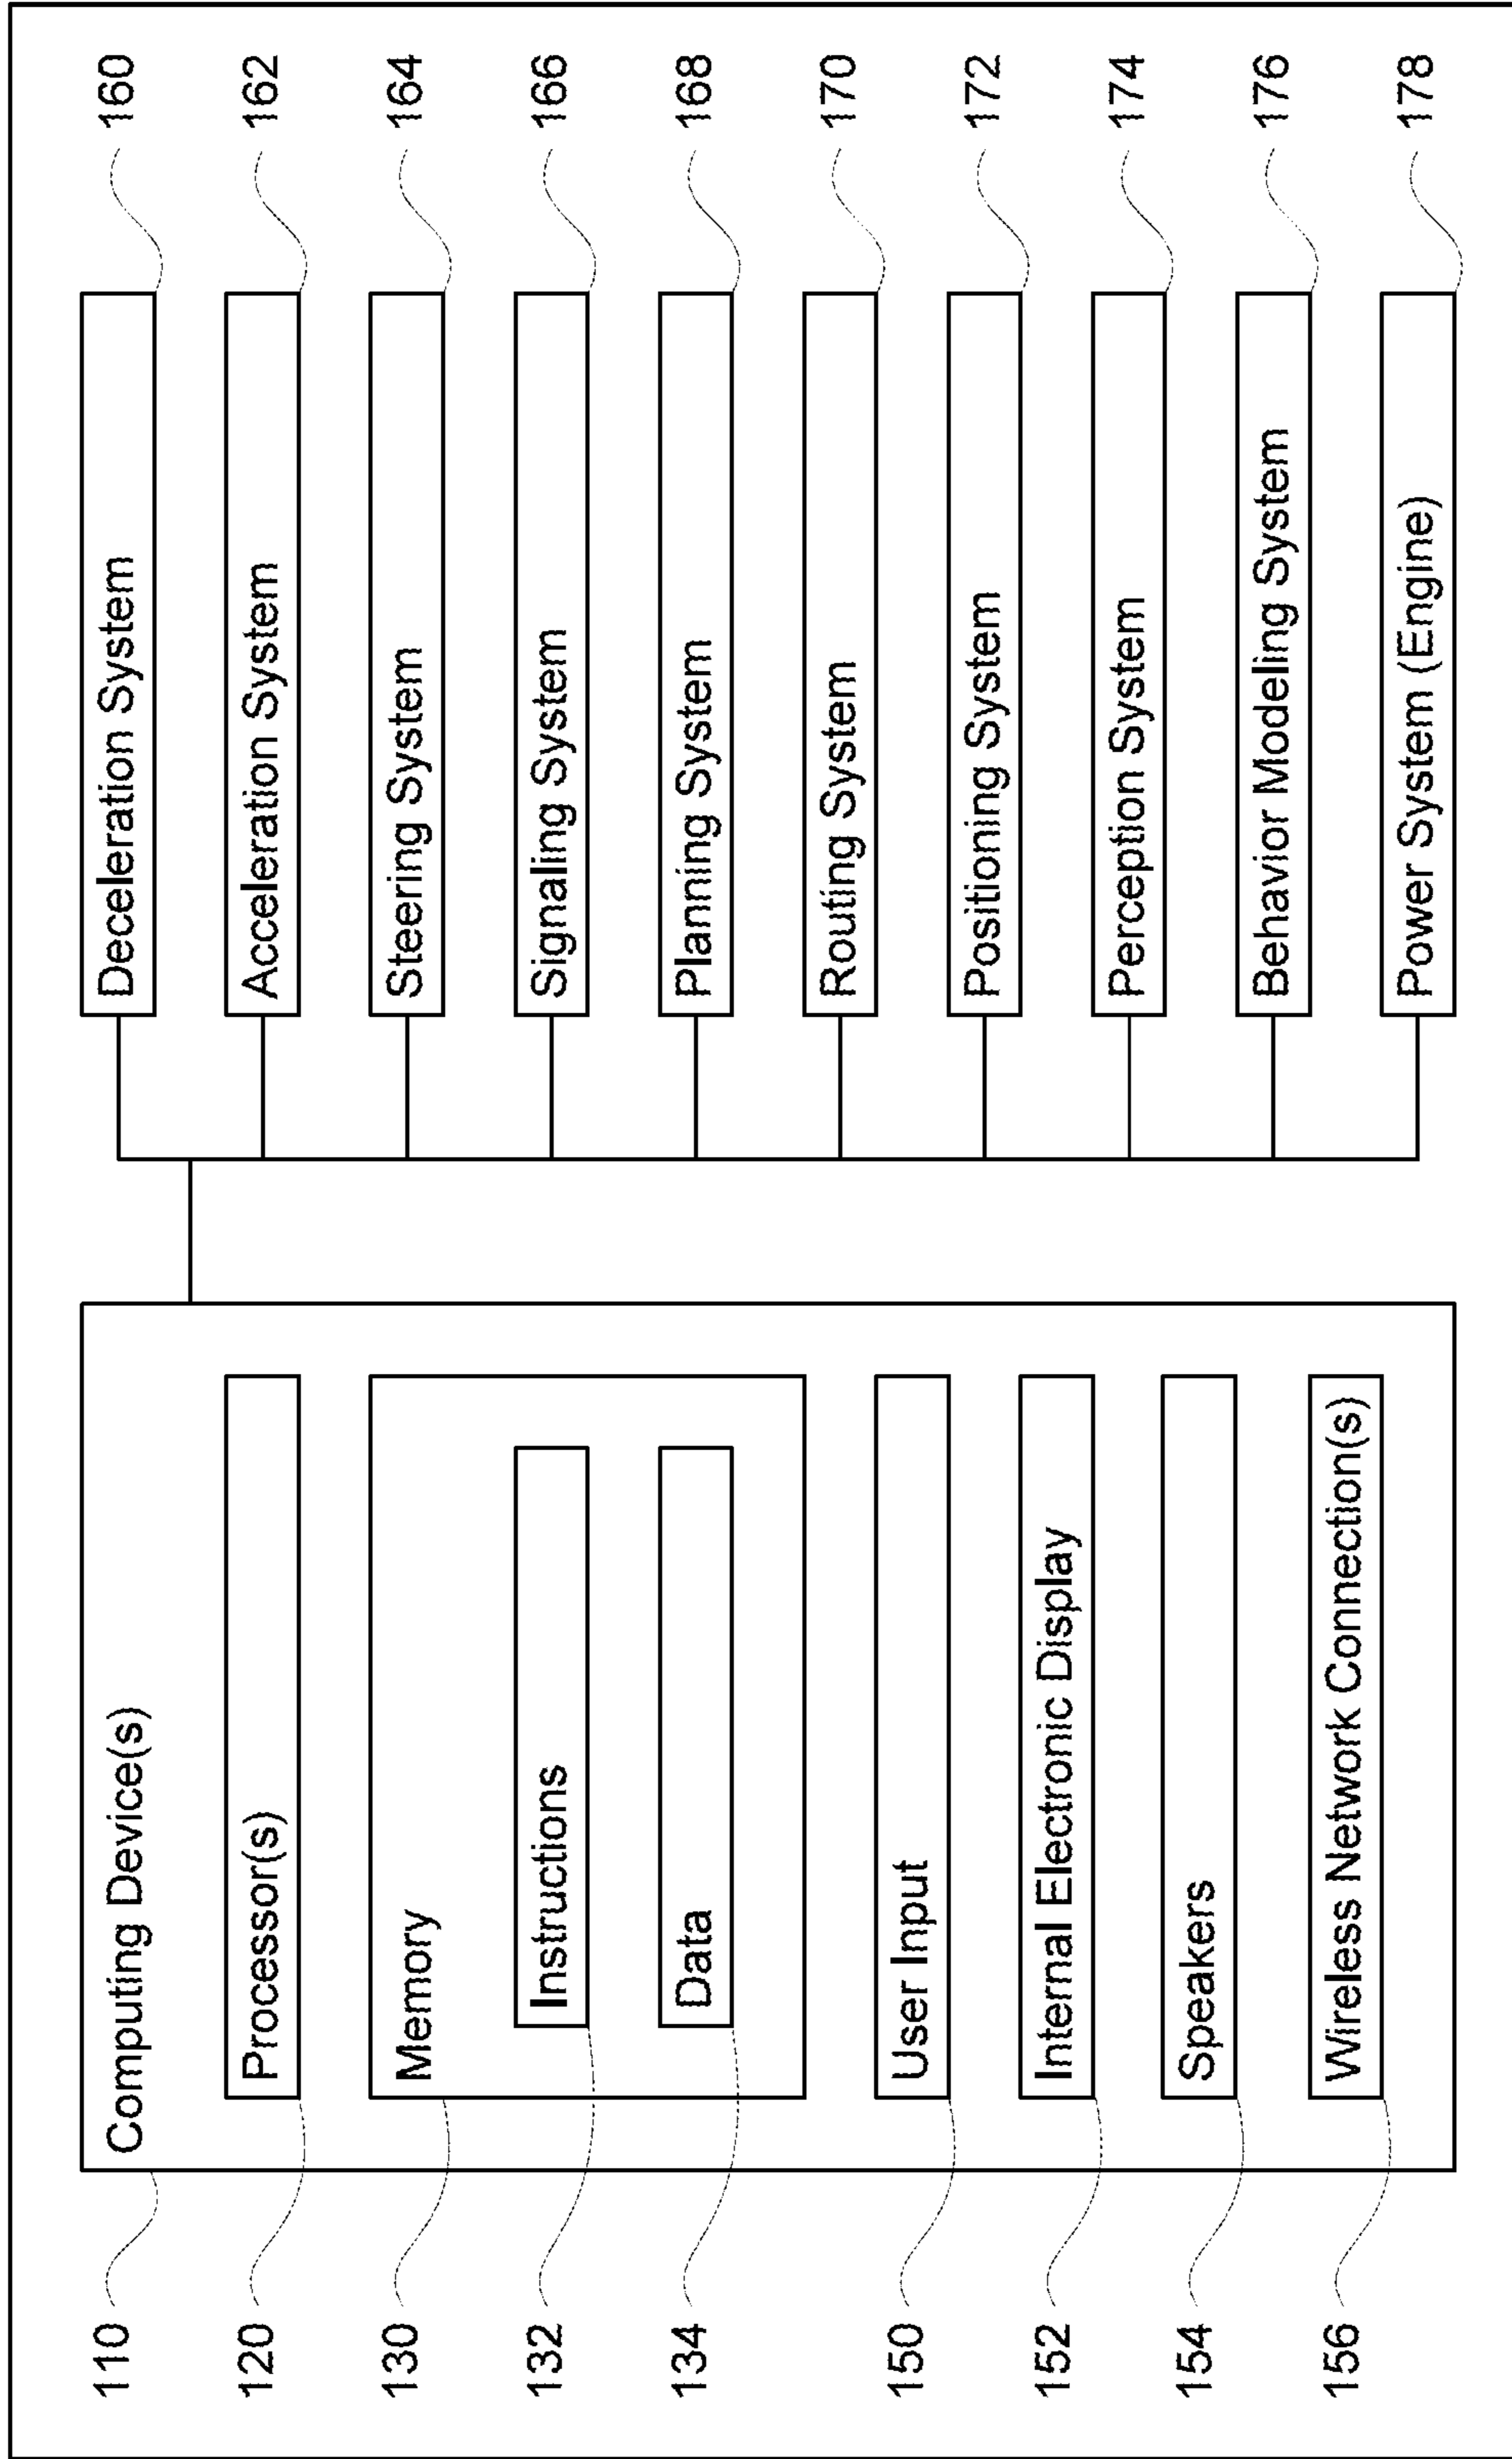 110 Computing Device(s)
120 Processor(s)
130 Memory
132 Instructions
134 Data
150 User Input
152 Internal Electronic Display
154 Speakers
156 Wireless Network Connection(s)
Deceleration System 160
Acceleration System 162
Steering System 164
Signaling System 166
Planning System 168
Routing System 170
Positioning System 172
Perception System 174
Behavior Modeling System 176
Power System (Engine) 178